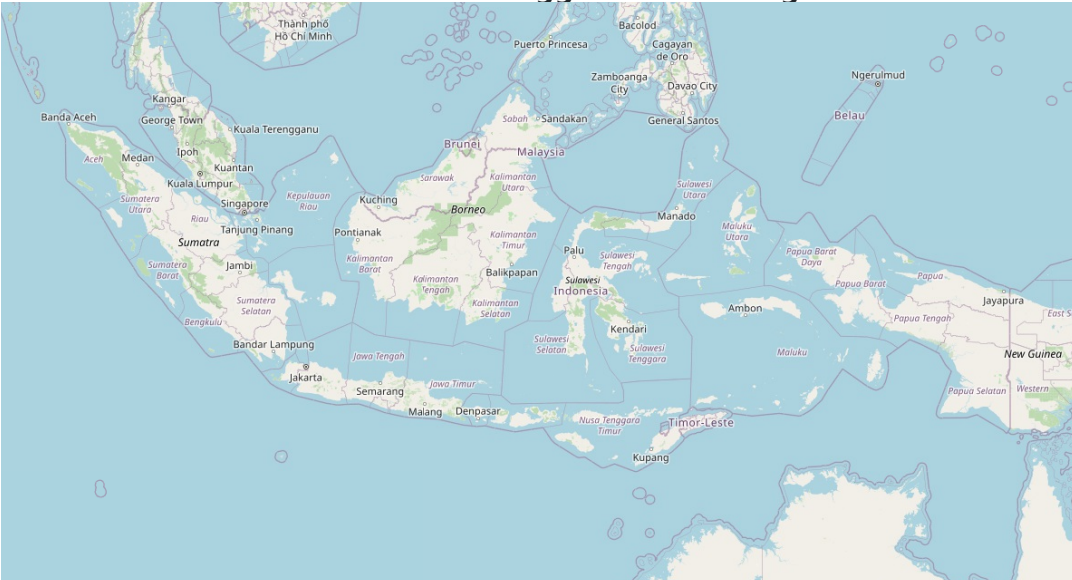 Thành phố
Hồ Chí Minh
Bacolod
Puerto Princesa
Cagayan
de Oro
Zamboanga
City
Davao City
Ngerulmud
Kangar
Banda Aceh
George Town
Kuala Terengganu
Sabah
Sandakan
General Santos
Belau
Brunei
Malaysia
Ipoh
Aceh
Medan
Kuantan
Kuala Lumpur
Sarawak
Kalimantan
Utara
Sulawesi
Utara
Sumatera
Utara
Singapore
Kepulauan
Riau
Kuching
Borneo
Riau
Manado
Tanjung Pinang
Pontianak
Maluku
Utara
Sumatra
Kalimantan
Timur
Palu
Papua Barat
Daya
Sumatera
Barat
Jambi
Kalimantan
Barat
Balikpapan
Sulawesi
Tengah
Kalimantan
Tengah
Sulawesi
Indonesia
Papua Barat
Papua
Sumatera
Selatan
Kalimantan
Selatan
Jayapura
Ambon
Bengkulu
Kendari
Papua Tengah
East S
Bandar Lampung
Sulawesi
Selatan
Sulawesi
Tenggara
Maluku
New Guinea
Jawa Tengah
Jakarta
Semarang
Jawa Timur
Papua Selatan
Western
Malang
Denpasar
Nusa Tenggara
Timur
Timor-Leste
Kupang